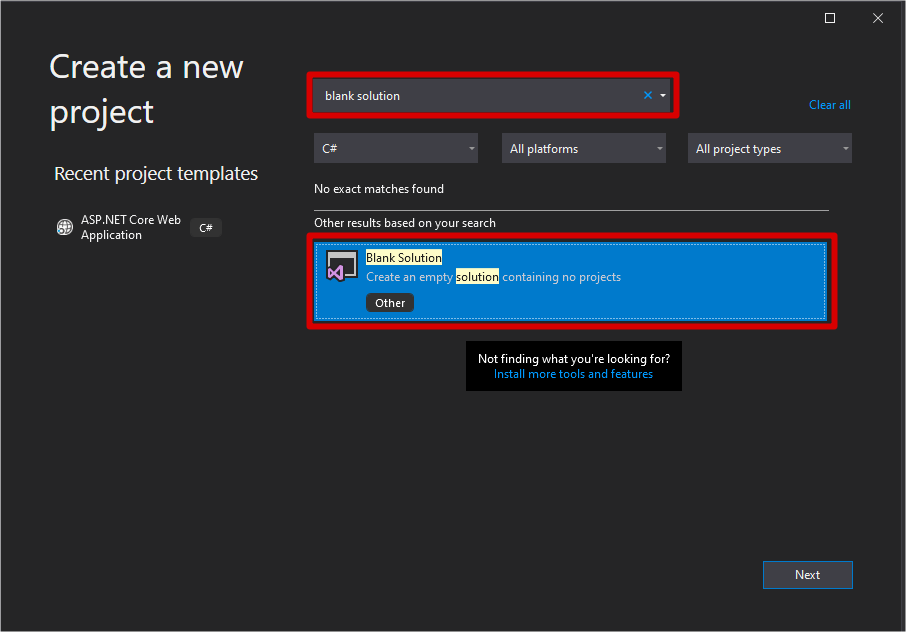 Create a new
project
Recent project templates
ASP.NET Core Web
Application
C#
blank solution
Clear all
C#
All platforms
All project types
No exact matches found
Other results based on your search
Blank Solution
Create an empty solution containing no projects
Other
Not finding what you're looking for?
Install more tools and features
Next